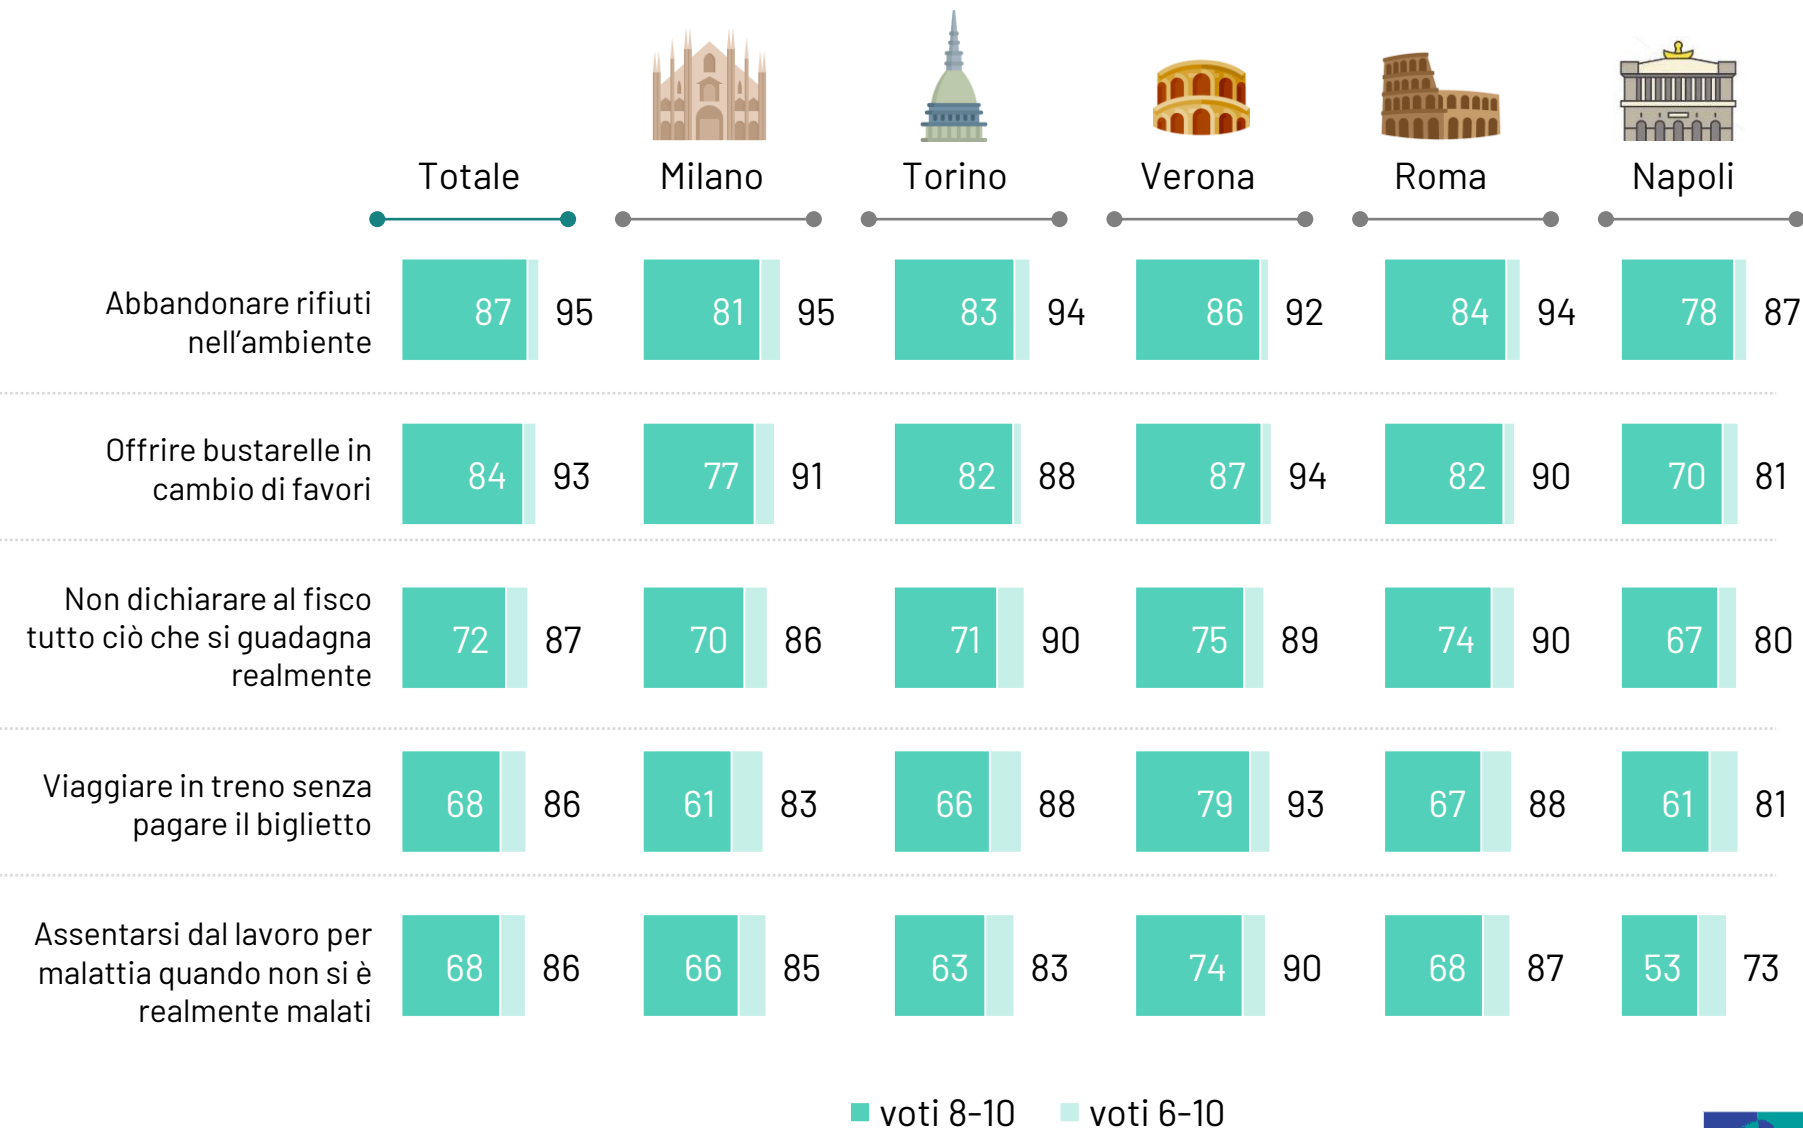 Totale Milano Torino Verona Roma Napoli
Abbandonare rifiuti
nell’ambiente
87 95 81 95 83 94 86 92 84 94 78 87
Offrire bustarelle in
cambio di favori
84 93 77 91 82 88 87 94 82 90 70 81
Non dichiarare al fisco
tutto ciò che si guadagna
realmente
72 87 70 86 71 90 75 89 74 90 67 80
Viaggiare in treno senza
pagare il biglietto
68 86 61 83 66 88 79 93 67 88 61 81
Assentarsi dal lavoro per
malattia quando non si è
realmente malati
68 86 66 85 63 83 74 90 68 87 53 73
voti 8-10 voti 6-10